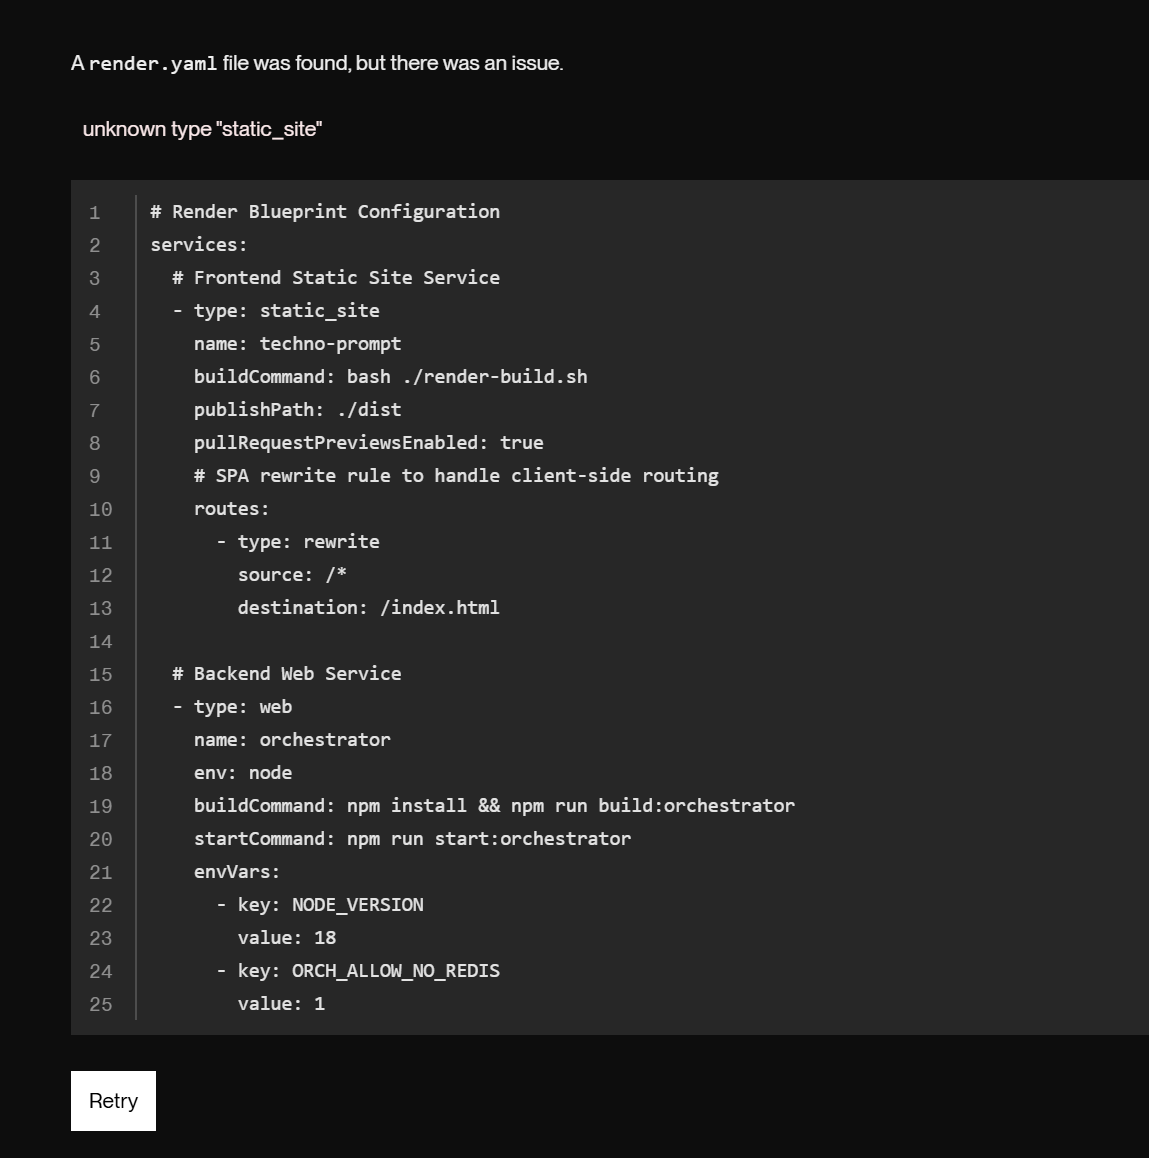 A render.yaml file was found, but there was an issue.
unknown type "static_site"
1 # Render Blueprint Configuration
2 services:
3 # Frontend Static Site Service
4 - type: static_site
5 name: techno-prompt
6 buildCommand: bash ./render-build.sh
7 publishPath: ./dist
8 pullRequestPreviewsEnabled: true
9 # SPA rewrite rule to handle client-side routing
10 routes:
11 - type: rewrite
12 source: /*
13 destination: /index.html
14
15 # Backend Web Service
16 - type: web
17 name: orchestrator
18 env: node
19 buildCommand: npm install && npm run build:orchestrator
20 startCommand: npm run start:orchestrator
21 envVars:
22 - key: NODE_VERSION
23 value: 18
24 - key: ORCH_ALLOW_NO_REDIS
25 value: 1
Retry